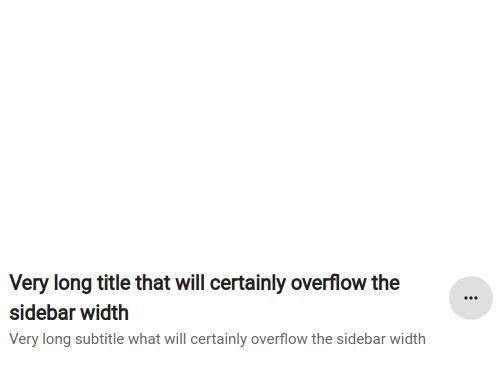 Very long title that will certainly overflow the
sidebar width
Very long subtitle what will certainly overflow the sidebar width